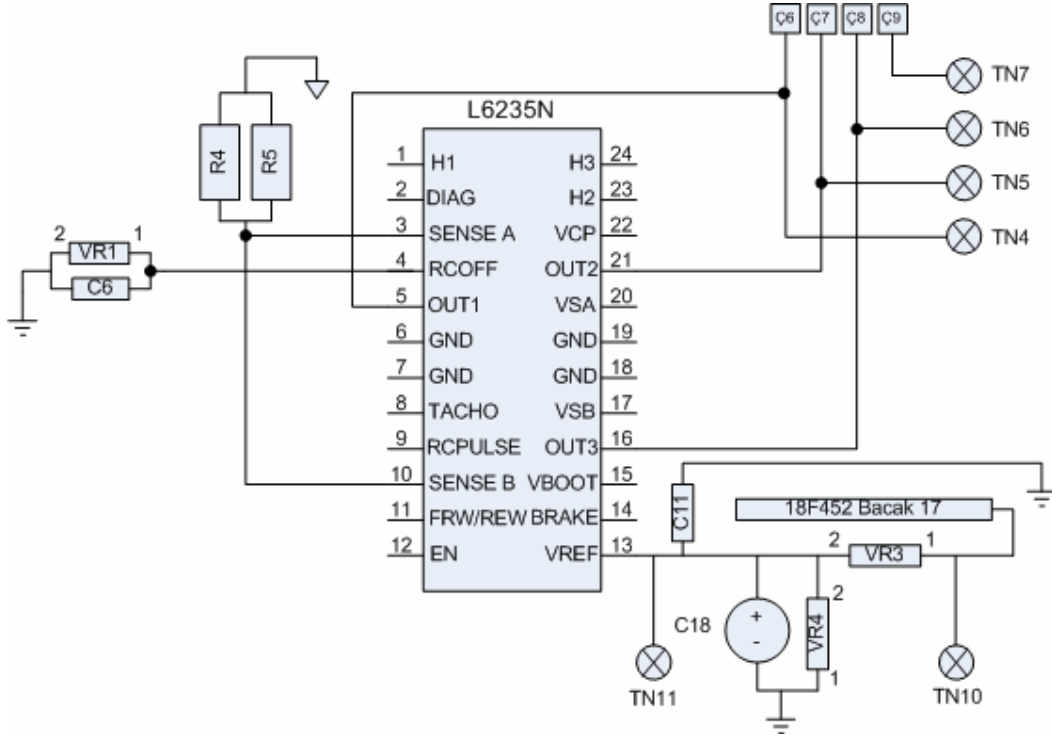 Ç6 Ç7 Ç8 Ç9
TN7
L6235N
TN6
R4 R5
1 H1 H3 24
TN5
2 DIAG H2 23
3 SENSE A VCP 22
TN4
2 VR1 1
4 RCOFF OUT2 21
C6
5 OUT1 VSA 20
6 GND GND 19
7 GND GND 18
8 TACHO VSB 17
9 RCPULSE OUT3 16
10 SENSE B VBOOT 15
C11
18F452 Bacak 17
11 FRW/REW BRAKE 14
12 EN VREF 13
2 VR3 1
2
C18 + -
VR4
1
TN11
TN10